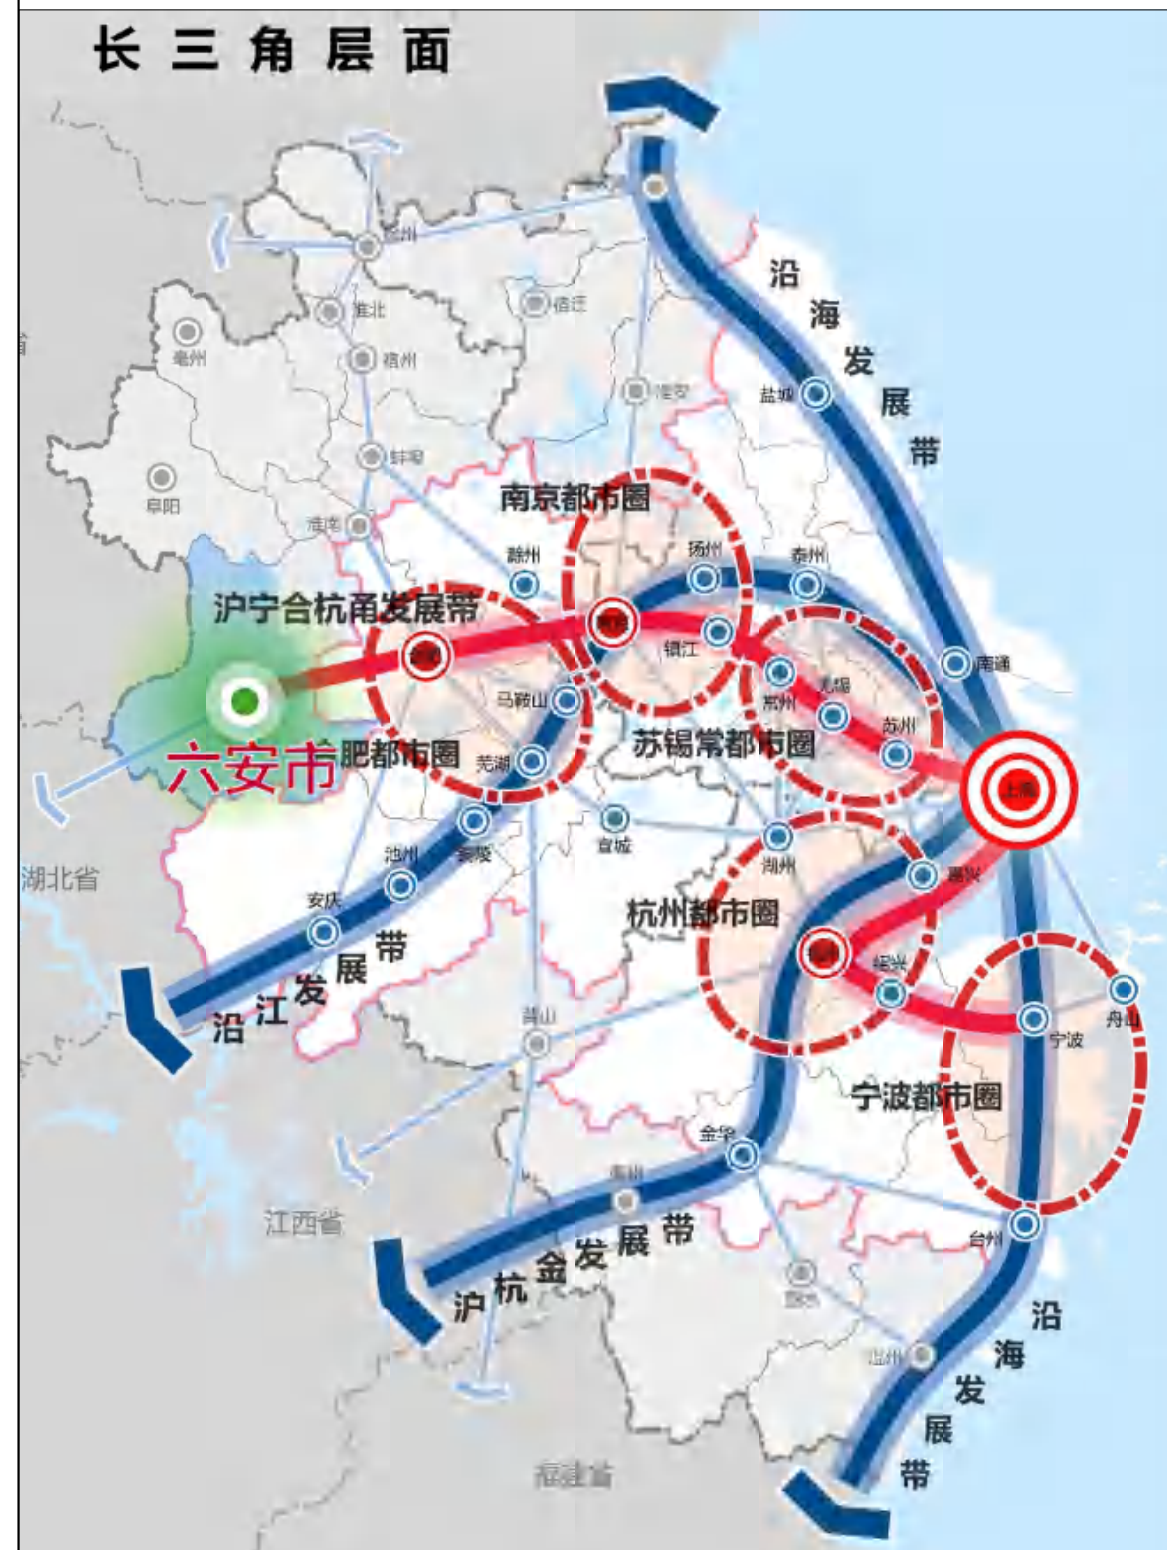 长三角层面
沿海发展带
淮北
宿迁
亳州
宿州
淮安
盐城
蚌埠
阜阳
南京都市圈
淮南
滁州
扬州
泰州
沪宁合杭甬发展带
镇江
南通
马鞍山
常州
无锡
苏州
六安市
肥都市圈
芜湖
苏锡常都市圈
上海
湖北省
池州
铜陵
宣城
湖州
嘉兴
安庆
杭州都市圈
沿江发展带
绍兴
黄山
舟山
宁波
宁波都市圈
金华
江西省
台州
沪杭金发展带
丽水
温州
沿海发展带
福建省